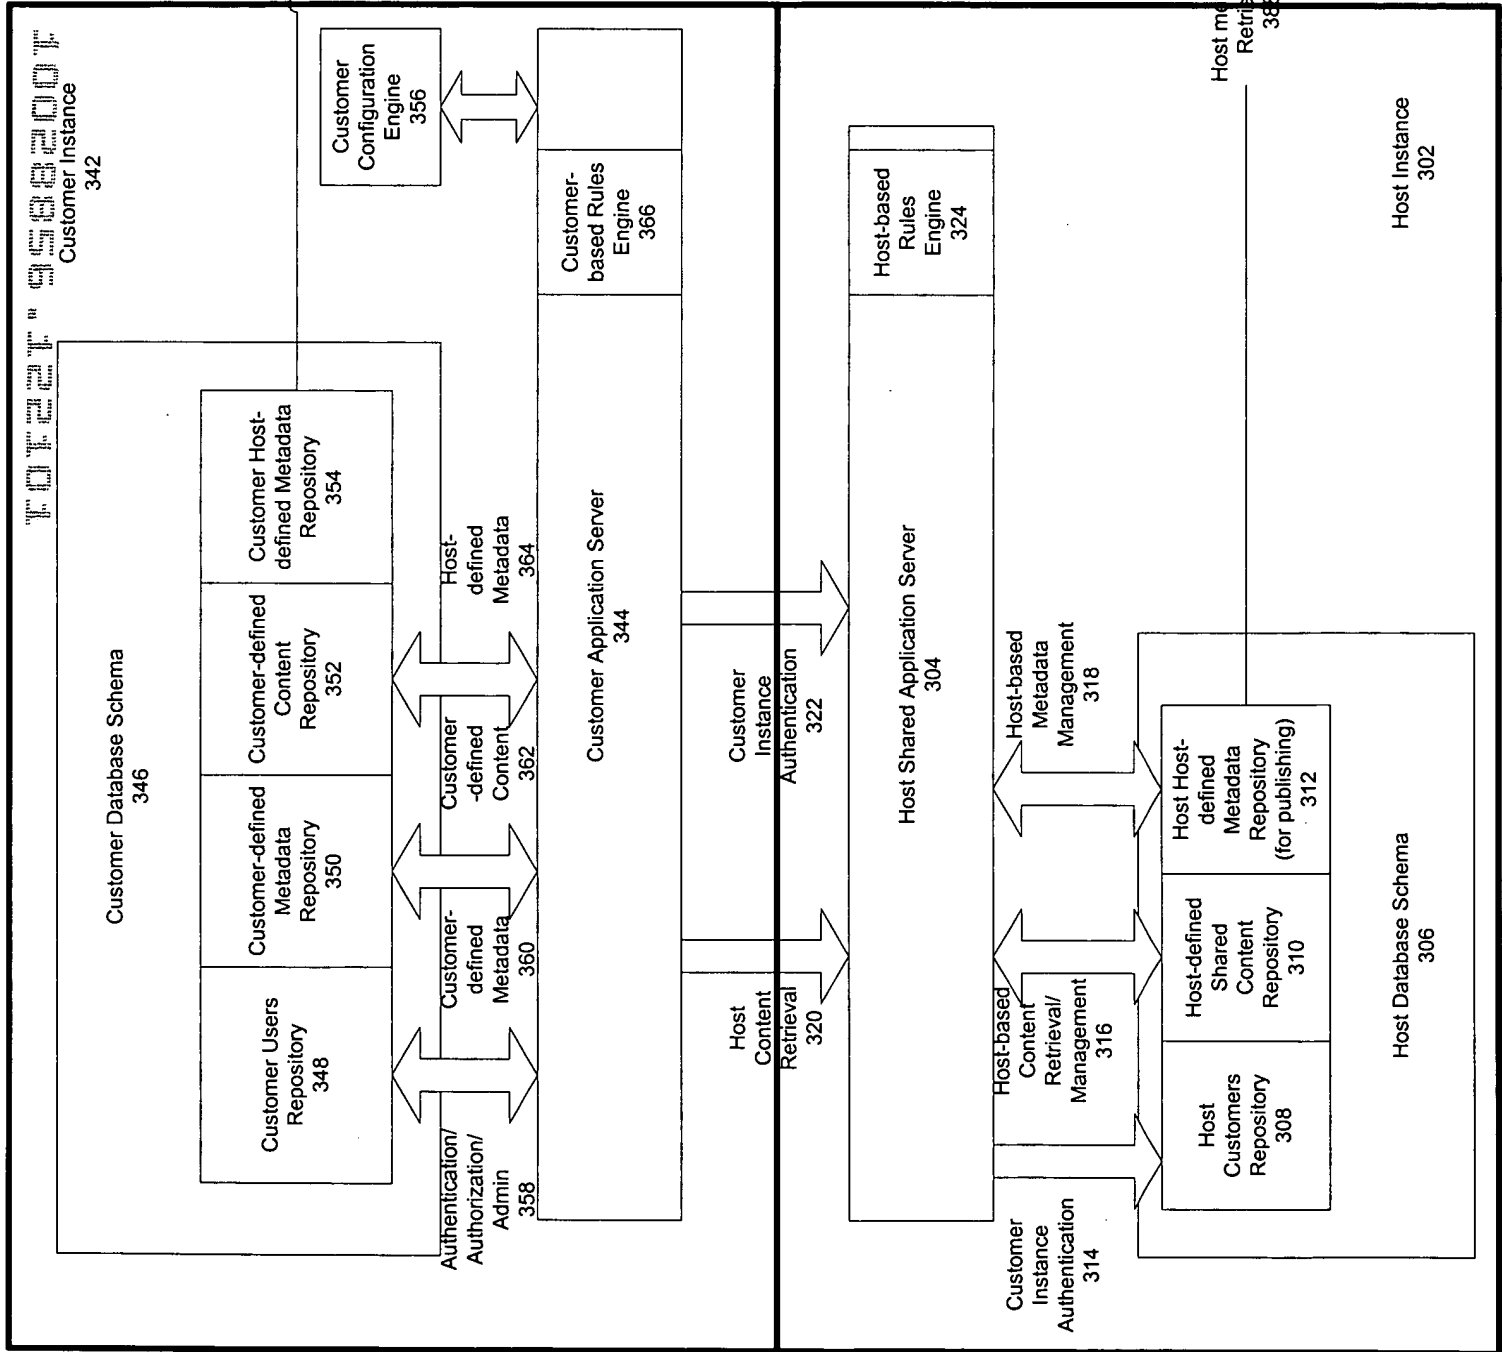 Customer Instance
342
Customer Database Schema
346
Customer Users
Repository
348
Customer-defined
Metadata
Repository
350
Customer-defined
Content
Repository
352
Customer Host-
defined Metadata
Repository
354
Customer
Configuration
Engine
356
Authentication/
Authorization/
Admin
358
Customer-
defined
Metadata
360
Customer
-defined
Content
362
Host-
defined
Metadata
364
Customer Application Server
344
Customer-
based Rules
Engine
366
Host
Content
Retrieval
320
Customer
Instance
Authentication
322
Host Shared Application Server
304
Host-based
Rules
Engine
324
Customer
Instance
Authentication
314
Host-based
Content
Retrieval/
Management
316
Host-based
Metadata
Management
318
Host
Customers
Repository
308
Host-defined
Shared
Content
Repository
310
Host Host-
defined
Metadata
Repository
(for publishing)
312
Host Database Schema
306
Host
Host Instance
302